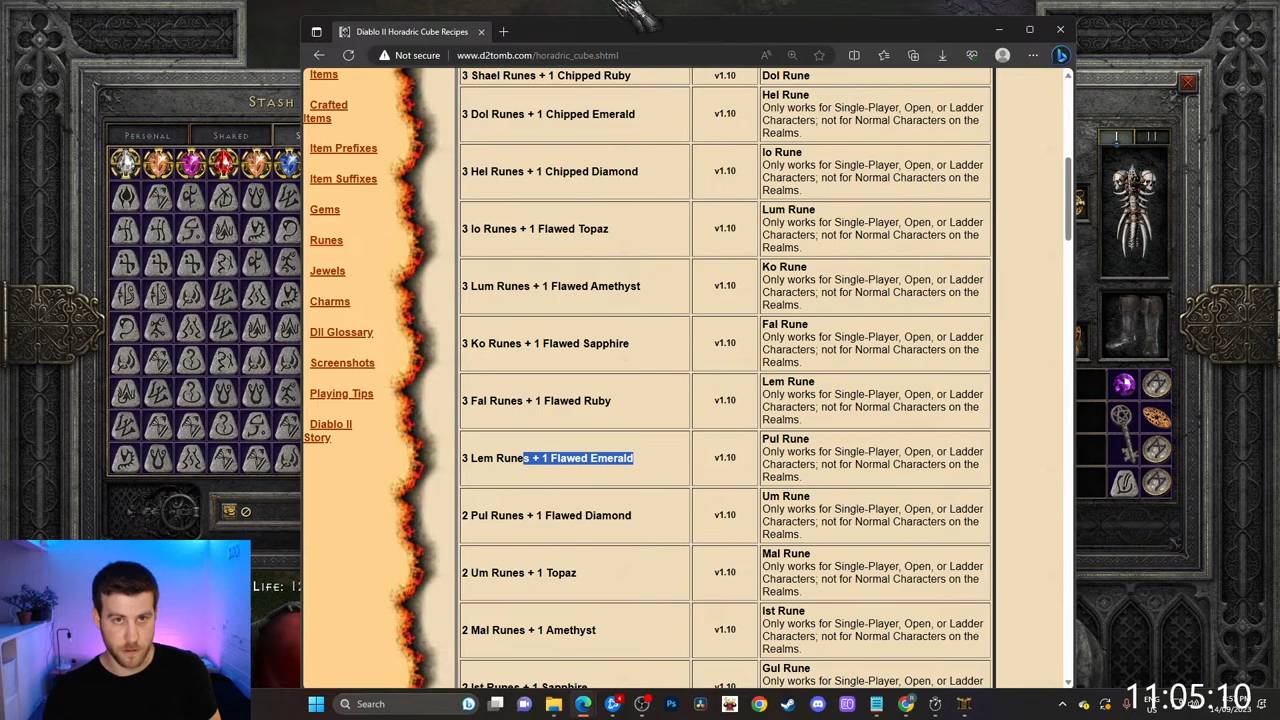 Diablo II Horadric Cube Recipes
Not secure
www.d2tomb.com/horadric_cube.shtml
STASH
PERSONAL
SHARED
Items
Crafted
Items
Item Prefixes
Item Suffixes
Gems
Runes
Jewels
Charms
DII Glossary
Screenshots
Playing Tips
Diablo II
Story
3 Shael Runes + 1 Chipped Ruby
v1.10
Dol Rune
3 Dol Runes + 1 Chipped Emerald
v1.10
Hel Rune
Only works for Single-Player, Open, or Ladder
Characters; not for Normal Characters on the
Realms.
3 Hel Runes + 1 Chipped Diamond
v1.10
Io Rune
Only works for Single-Player, Open, or Ladder
Characters; not for Normal Characters on the
Realms.
3 Io Runes + 1 Flawed Topaz
v1.10
Lum Rune
Only works for Single-Player, Open, or Ladder
Characters; not for Normal Characters on the
Realms.
3 Lum Runes + 1 Flawed Amethyst
v1.10
Ko Rune
Only works for Single-Player, Open, or Ladder
Characters; not for Normal Characters on the
Realms.
3 Ko Runes + 1 Flawed Sapphire
v1.10
Fal Rune
Only works for Single-Player, Open, or Ladder
Characters; not for Normal Characters on the
Realms.
3 Fal Runes + 1 Flawed Ruby
v1.10
Lem Rune
Only works for Single-Player, Open, or Ladder
Characters; not for Normal Characters on the
Realms.
3 Lem Runes + 1 Flawed Emerald
v1.10
Pul Rune
Only works for Single-Player, Open, or Ladder
Characters; not for Normal Characters on the
Realms.
2 Pul Runes + 1 Flawed Diamond
v1.10
Um Rune
Only works for Single-Player, Open, or Ladder
Characters; not for Normal Characters on the
Realms.
2 Um Runes + 1 Topaz
v1.10
Mal Rune
Only works for Single-Player, Open, or Ladder
Characters; not for Normal Characters on the
Realms.
2 Mal Runes + 1 Amethyst
v1.10
Ist Rune
Only works for Single-Player, Open, or Ladder
Characters; not for Normal Characters on the
Realms.
2 Ist Runes + 1 Sapphire
Gul Rune
Only works for Single-Player, Open, or Ladder
I
II
LIFE: 12
Search
ENG
US
14/09/2023
11:05:10